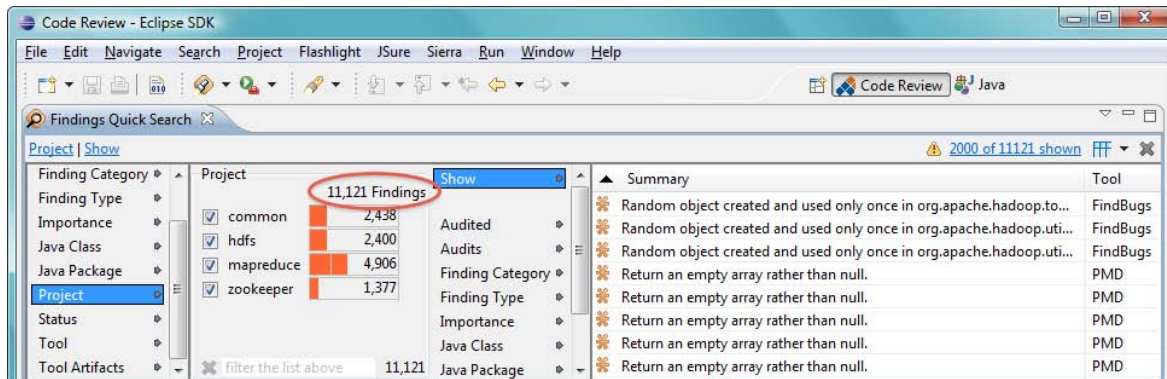 Code Review - Eclipse SDK
File Edit Navigate Search Project Flashlight JSure Sierra Run Window Help
Code Review Java
Findings Quick Search
Project | Show
2000 of 11121 shown
Finding Category
Finding Type
Importance
Java Class
Java Package
Project
Status
Tool
Tool Artifacts
Project
11,121 Findings
common 2,438
hdfs 2,400
mapreduce 4,906
zookeeper 1,377
filter the list above 11,121
Show
Audited
Audits
Finding Category
Finding Type
Importance
Java Class
Java Package
Summary Tool
Random object created and used only once in org.apache.hadoop.to... FindBugs
Random object created and used only once in org.apache.hadoop.uti... FindBugs
Random object created and used only once in org.apache.hadoop.uti... FindBugs
Return an empty array rather than null. PMD
Return an empty array rather than null. PMD
Return an empty array rather than null. PMD
Return an empty array rather than null. PMD
Return an empty array rather than null. PMD